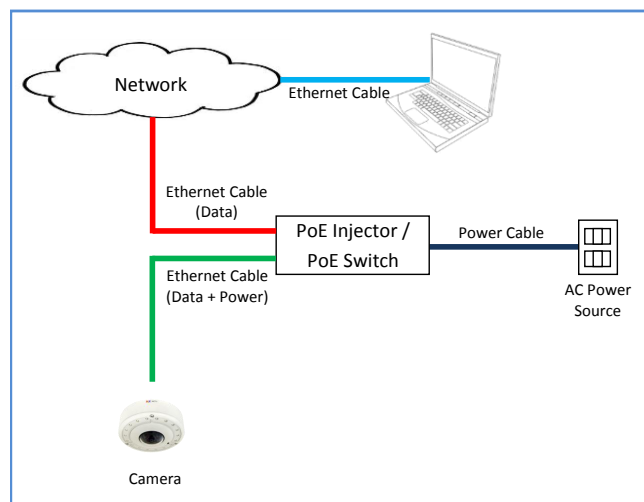 Network
Ethernet Cable
Ethernet Cable
(Data)
PoE Injector /
PoE Switch
Power Cable
Ethernet Cable
(Data + Power)
AC Power
Source
Camera